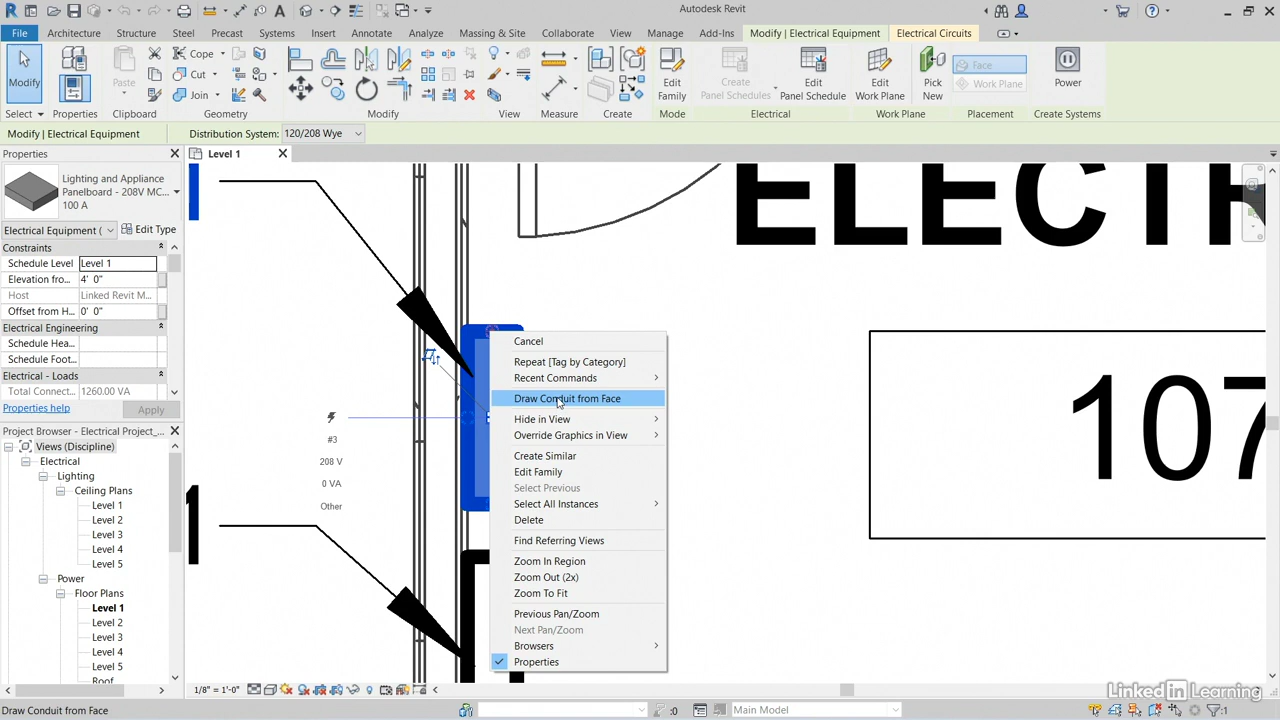 Autodesk Revit
File Architecture Structure Steel Precast Systems Insert Annotate Analyze Massing & Site Collaborate View Manage Add-Ins Modify | Electrical Equipment Electrical Circuits
Modify
Paste
Cope
Cut
Join
Edit Family
Create Panel Schedules
Edit Panel Schedule
Edit Work Plane
Pick New
Face
Work Plane
Power
Select Properties Clipboard Geometry Modify View Measure Create Mode Electrical Work Plane Placement Create Systems
Modify | Electrical Equipment Distribution System: 120/208 Wye
Properties
Level 1
Lighting and Appliance
Panelboard - 208V MC...
100 A
Electrical Equipment ( Edit Type
Constraints
Schedule Level Level 1
Elevation fro... 4' 0"
Host Linked Revit M...
Offset from H... 0' 0"
Electrical Engineering
Schedule Hea...
Schedule Foot...
Electrical - Loads
Total Connect... 1260.00 VA
Properties help Apply
Project Browser - Electrical Project_...
Views (Discipline)
Electrical
Lighting
Ceiling Plans
Level 1
Level 2
Level 3
Level 4
Level 5
Power
Floor Plans
Level 1
Level 2
Level 3
Level 4
Level 5
Roof
#3
208 V
0 VA
Other
1
Cancel
Repeat [Tag by Category]
Recent Commands
Draw Conduit from Face
Hide in View
Override Graphics in View
Create Similar
Edit Family
Select Previous
Select All Instances
Delete
Find Referring Views
Zoom In Region
Zoom Out (2x)
Zoom To Fit
Previous Pan/Zoom
Next Pan/Zoom
Browsers
Properties
ELECTR
107
1/8" = 1'-0"
Linked in Learning
Draw Conduit from Face
:0
Main Model
:1